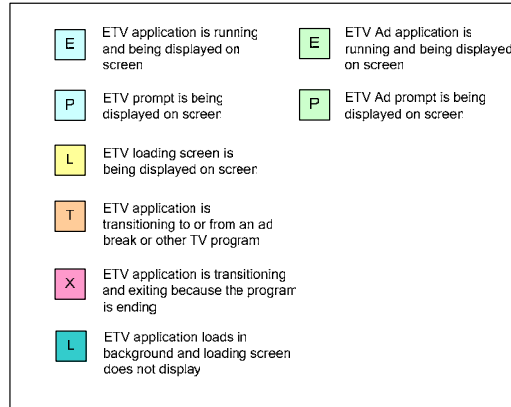 E
ETV application is running
and being displayed on
screen
P
ETV prompt is being
displayed on screen
L
ETV loading screen is
being displayed on screen
T
ETV application is
transitioning to or from an ad
break or other TV program
X
ETV application is transitioning
and exiting because the program
is ending
L
ETV application loads in
background and loading screen
does not display
E
ETV Ad application is
running and being displayed
on screen
P
ETV Ad prompt is being
displayed on screen